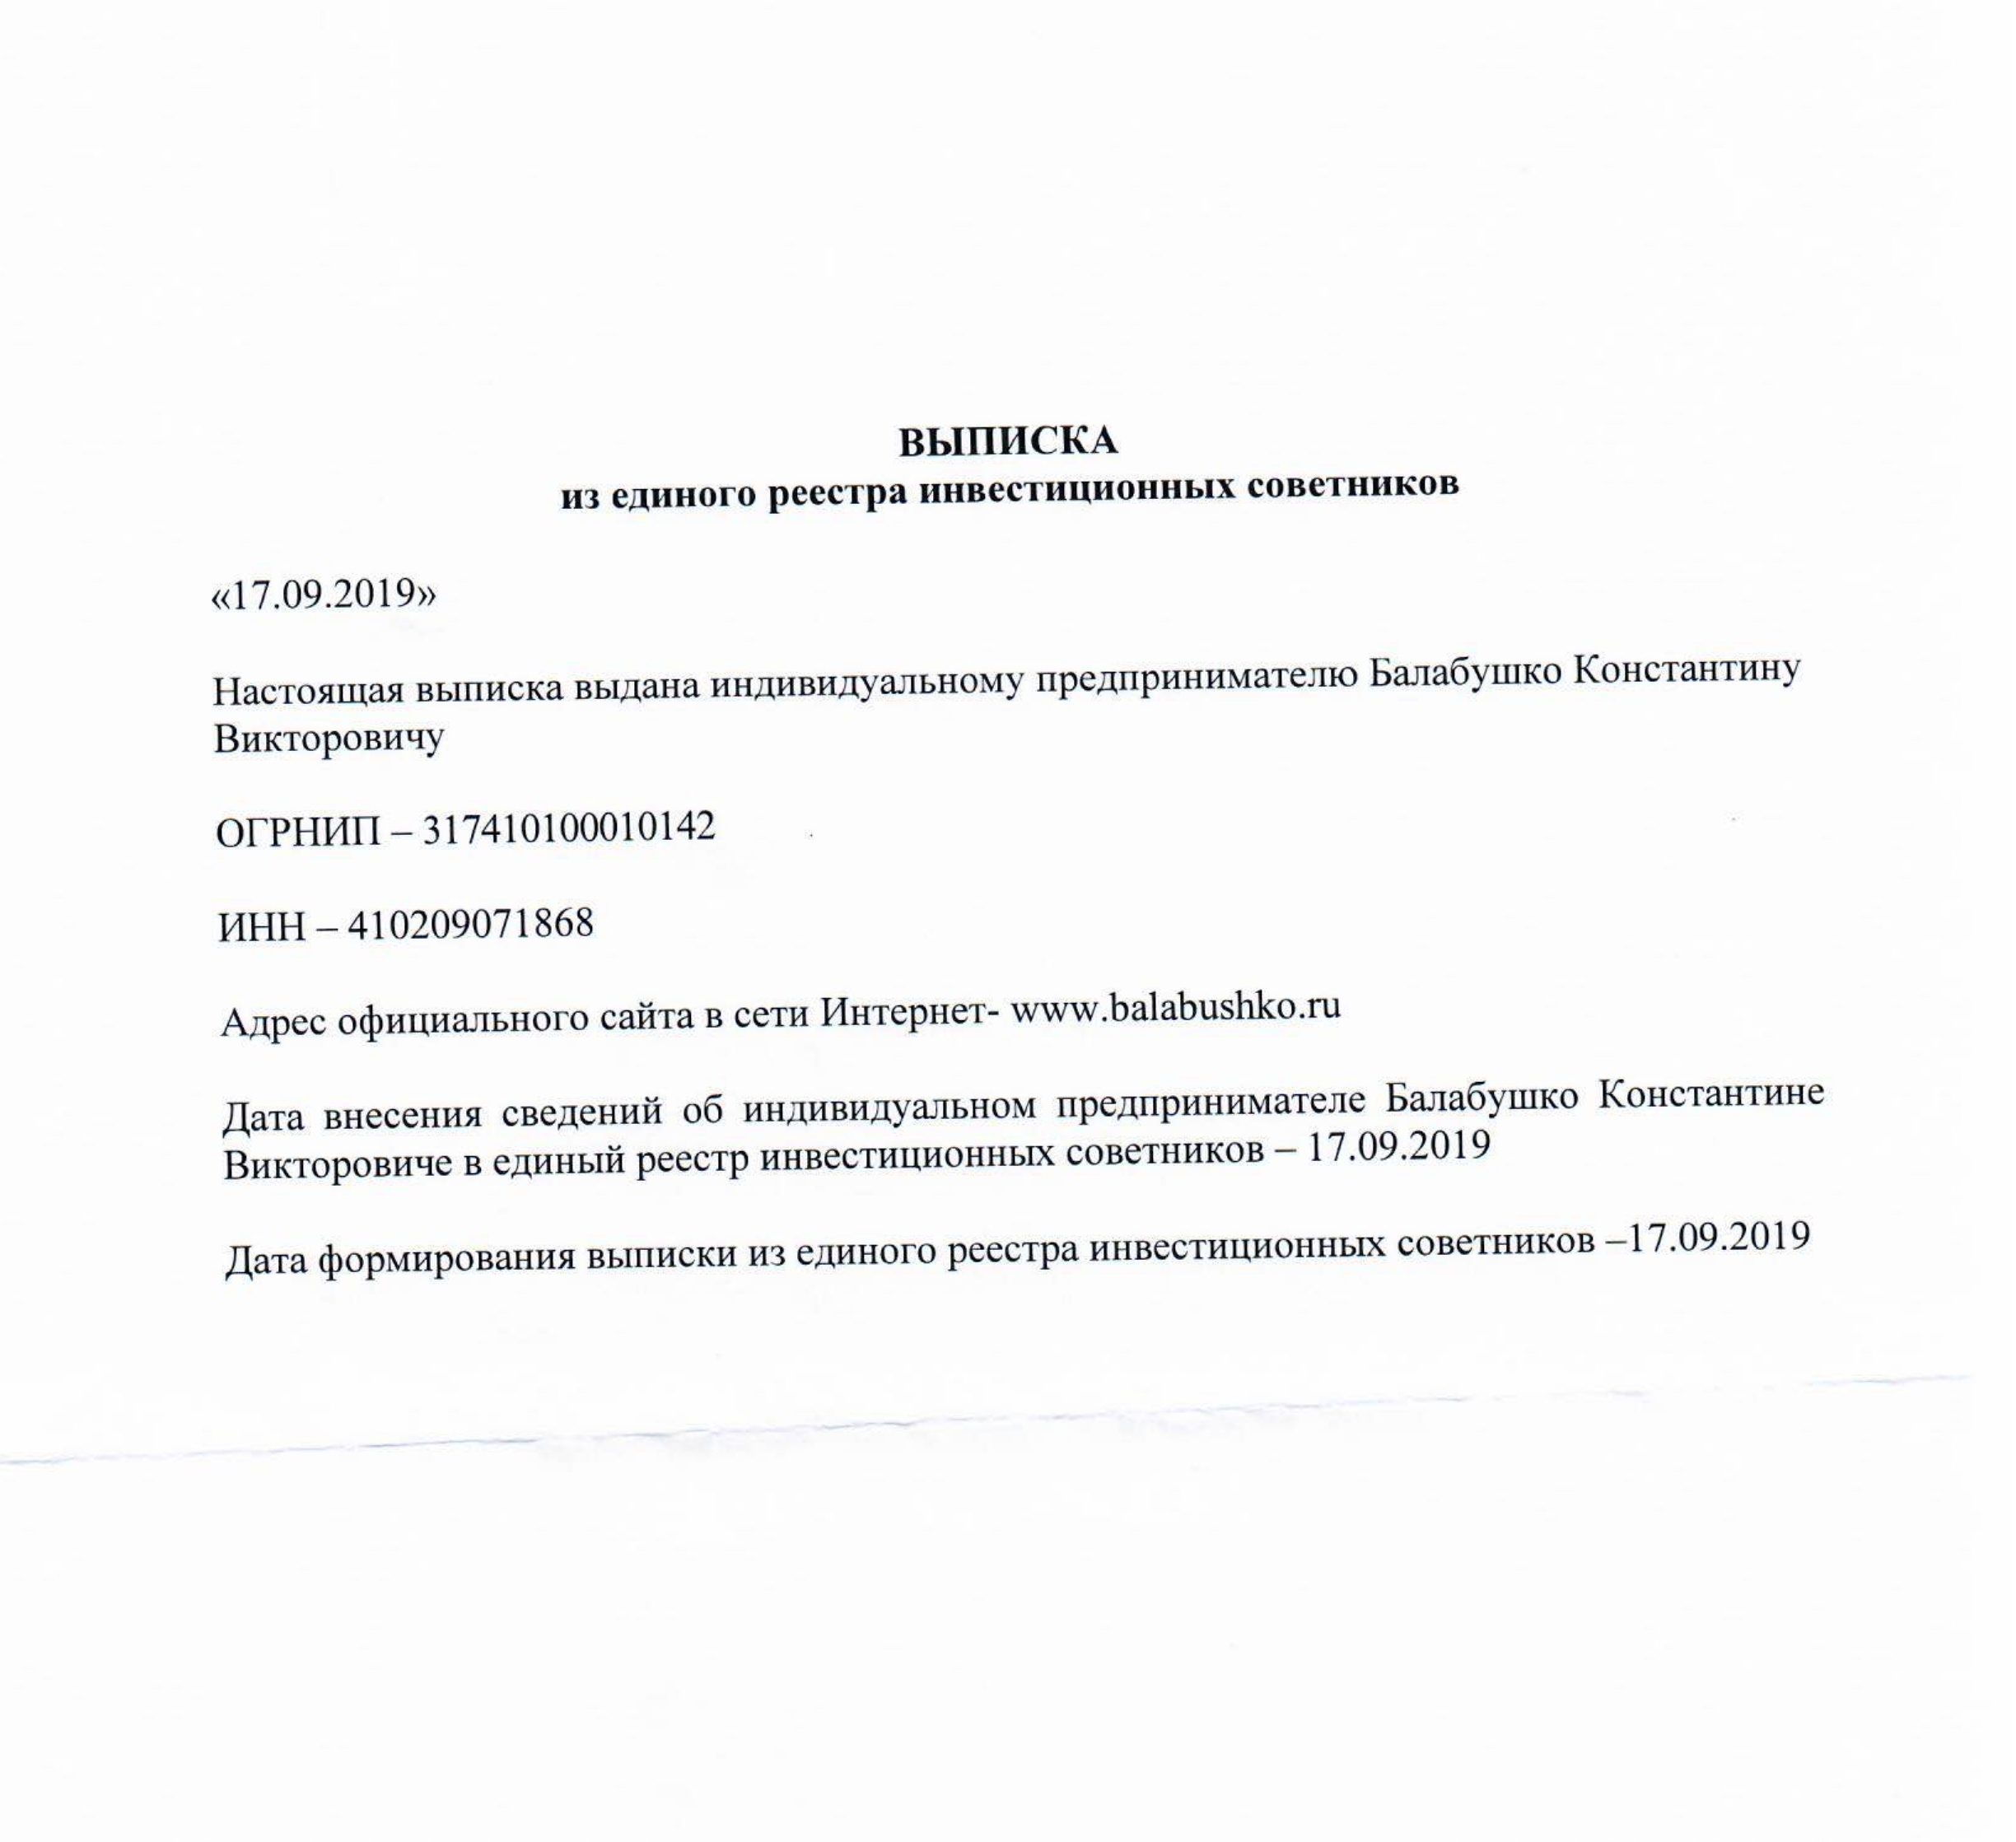 ВЫПИСКА
из единого реестра инвестиционных советников
«17.09.2019»
Настоящая выписка выдана индивидуальному предпринимателю Балабушко Константину
Викторовичу
ОГРНИП – 317410100010142
ИНН – 410209071868
Адрес официального сайта в сети Интернет- www.balabushko.ru
Дата внесения сведений об индивидуальном предпринимателе Балабушко Константине
Викторовиче в единый реестр инвестиционных советников – 17.09.2019
Дата формирования выписки из единого реестра инвестиционных советников –17.09.2019